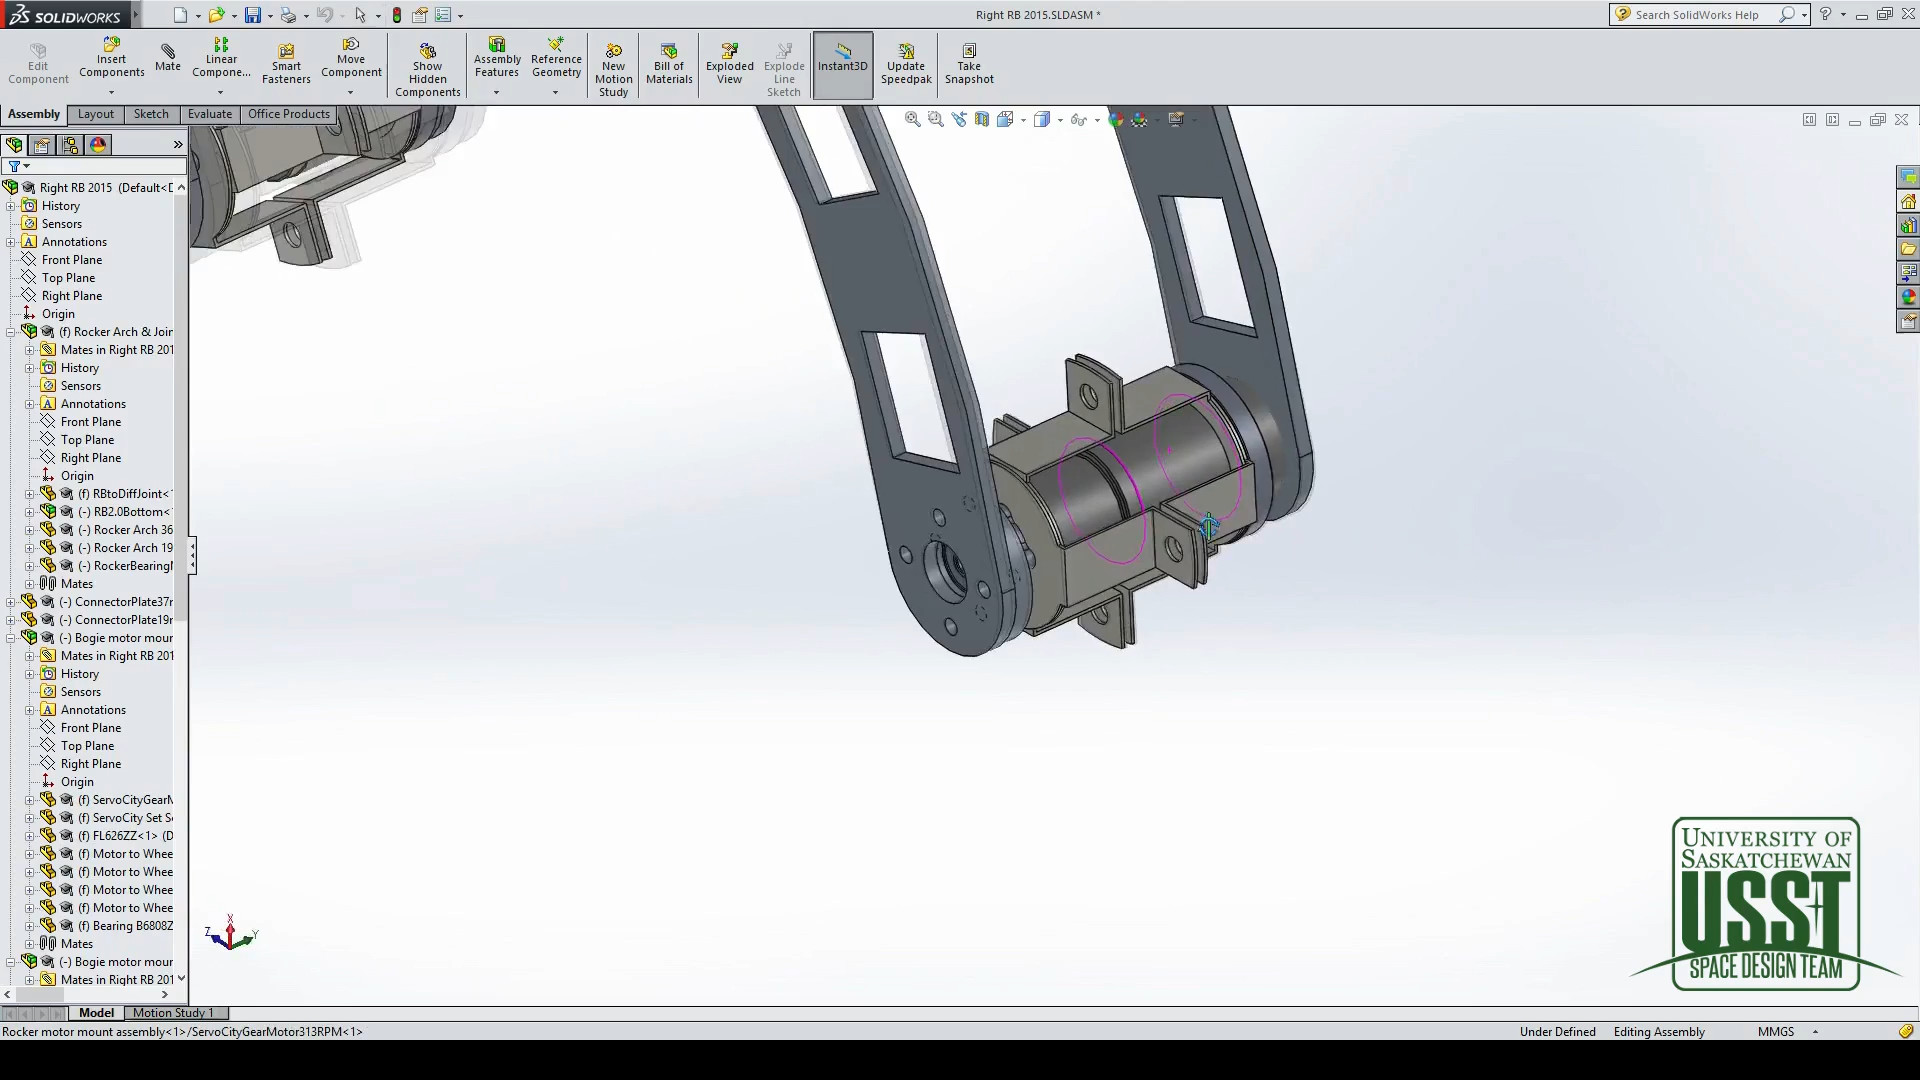 SOLIDWORKS
Right RB 2015.SLDASM *
Search SolidWorks Help
Edit Component
Insert Components
Mate
Linear Compone...
Smart Fasteners
Move Component
Show Hidden Components
Assembly Features
Reference Geometry
New Motion Study
Bill of Materials
Exploded View
Explode Line Sketch
Instant3D
Update Speedpak
Take Snapshot
Assembly
Layout
Sketch
Evaluate
Office Products
Right RB 2015 (Default<D
History
Sensors
Annotations
Front Plane
Top Plane
Right Plane
Origin
(f) Rocker Arch & Join
Mates in Right RB 201
History
Sensors
Annotations
Front Plane
Top Plane
Right Plane
Origin
(f) RBtoDiffJoint<
(-) RB2.0Bottom<
(-) Rocker Arch 36
(-) Rocker Arch 19
(-) RockerBearing
Mates
(-) ConnectorPlate37
(-) ConnectorPlate19
(-) Bogie motor moun
Mates in Right RB 201
History
Sensors
Annotations
Front Plane
Top Plane
Right Plane
Origin
(f) ServoCityGearM
(f) ServoCity Set S
(f) FL626ZZ<1> (D
(f) Motor to Whee
(f) Motor to Whee
(f) Motor to Whee
(f) Motor to Whee
(f) Bearing B6808Z
Mates
(-) Bogie motor moun
Mates in Right RB 201
X
Z
Y
UNIVERSITY OF
SASKATCHEWAN
USST
SPACE DESIGN TEAM
Model
Motion Study 1
Rocker motor mount assembly<1>/ServoCityGearMotor313RPM<1>
Under Defined
Editing Assembly
MMGS